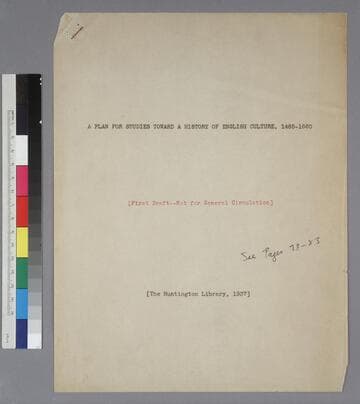 A PLAN FOR STUDIES TOWARD A HISTORY OF ENGLISH CULTURE, 1485-1660
[First Draft--Not for General Circulation]
See Pages 73-83
[The Huntington Library, 1937]